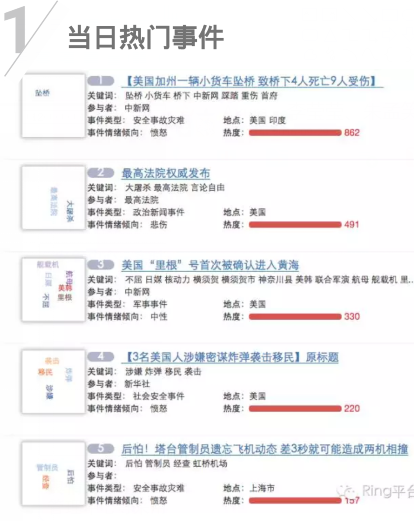 1 当日热门事件
坠桥
1 【美国加州一辆小货车坠桥 致桥下4人死亡9人受伤】
关键词： 坠桥 小货车 桥下 中新网 踩踏 重伤 首府
参与者： 中新网
事件类型： 安全事故灾难 地点： 美国 印度
事件情绪倾向： 愤怒 热度： 862
最高法院 大屠杀
2 最高法院权威发布
关键词： 大屠杀 最高法院 言论自由
参与者： 最高法院
事件类型： 政治新闻事件 地点： 美国
事件情绪倾向： 悲伤 热度： 491
舰载机 日媒 航母 美韩 不屈 里根
3 美国“里根”号首次被确认进入黄海
关键词： 不屈 日媒 核动力 横须贺 横须贺市 神奈川县 美韩 联合军演 航母 舰载机 里...
参与者： 中新网
事件类型： 军事事件 地点： 美国
事件情绪倾向： 中性 热度： 330
袭击 移民 炸弹 涉嫌
4 【3名美国人涉嫌密谋炸弹袭击移民】原标题
关键词： 涉嫌 炸弹 移民 袭击
参与者： 新华社
事件类型： 社会安全事件 地点： 美国
事件情绪倾向： 愤怒 热度： 220
管制员 后怕
5 后怕！塔台管制员遗忘飞机动态 差3秒就可能造成两机相撞
关键词： 后怕 管制员 经查 虹桥机场
参与者：
事件类型： 安全事故灾难 地点： 上海市
事件情绪倾向： 愤怒 热度：
Ring平台